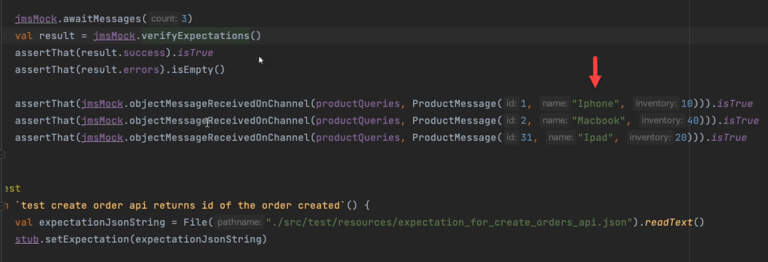 jmsMock.awaitMessages( count: 3)
val result = jmsMock.verifyExpectations()
assertThat(result.success).isTrue
assertThat(result.errors).isEmpty()
assertThat(jmsMock.objectMessageReceivedOnChannel(productQueries, ProductMessage( id: 1, name: "Iphone", inventory: 10))).isTrue
assertThat(jmsMock.objectMessageReceivedOnChannel(productQueries, ProductMessage( id: 2, name: "Macbook", inventory: 40))).isTrue
assertThat(jmsMock.objectMessageReceivedOnChannel(productQueries, ProductMessage( id: 31, name: "Ipad", inventory: 20))).isTrue
est
`test create order api returns id of the order created`() {
val expectationJsonString = File( pathname: "./src/test/resources/expectation_for_create_orders_api.json").readText()
stub.setExpectation(expectationJsonString)